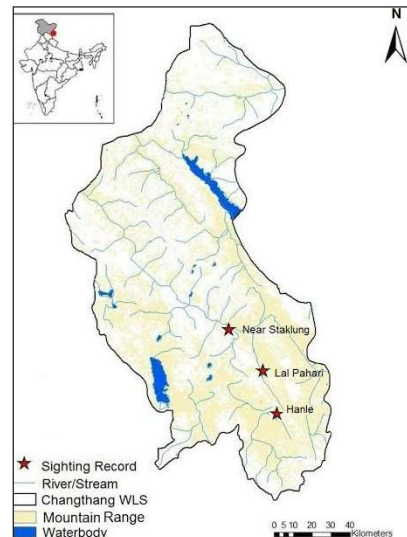 N
Near Staklung
Lal Pahari
Hanle
Sighting Record
River/Stream
Changthang WLS
Mountain Range
Waterbody
0 5 10 20 30 40
Kilometers